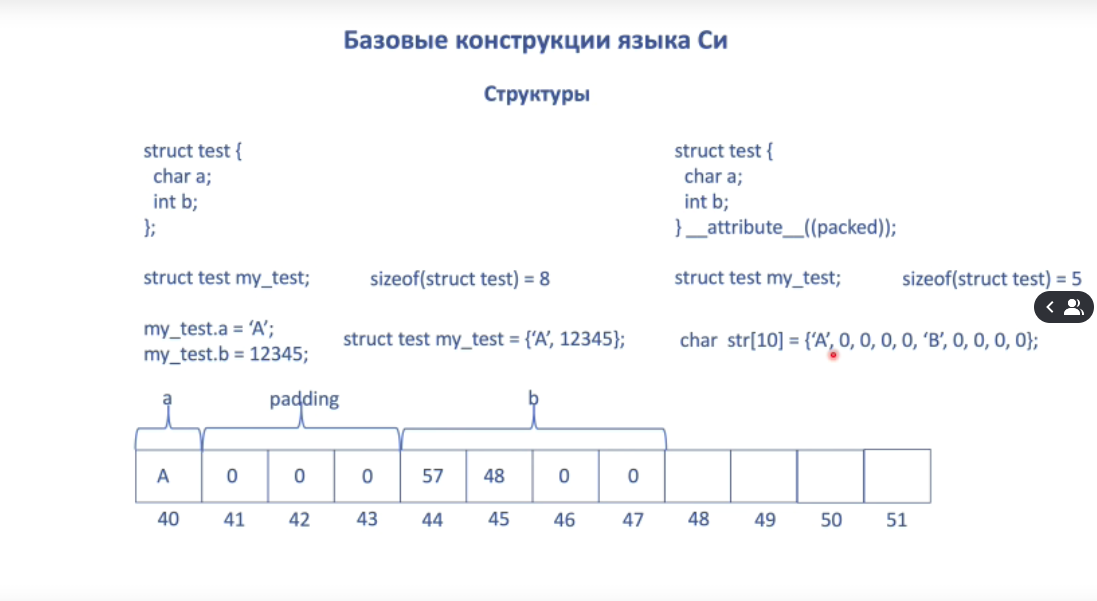 Базовые конструкции языка Си
Структуры
struct test {
char a;
int b;
};
struct test my_test;
sizeof(struct test) = 8
my_test.a = ‘A’;
my_test.b = 12345;
struct test my_test = {‘A’, 12345};
struct test {
char a;
int b;
} __attribute__((packed));
struct test my_test;
sizeof(struct test) = 5
char str[10] = {‘A’, 0, 0, 0, 0, ‘B’, 0, 0, 0, 0};
a padding b
A 0 0 0 57 48 0 0
40 41 42 43 44 45 46 47 48 49 50 51